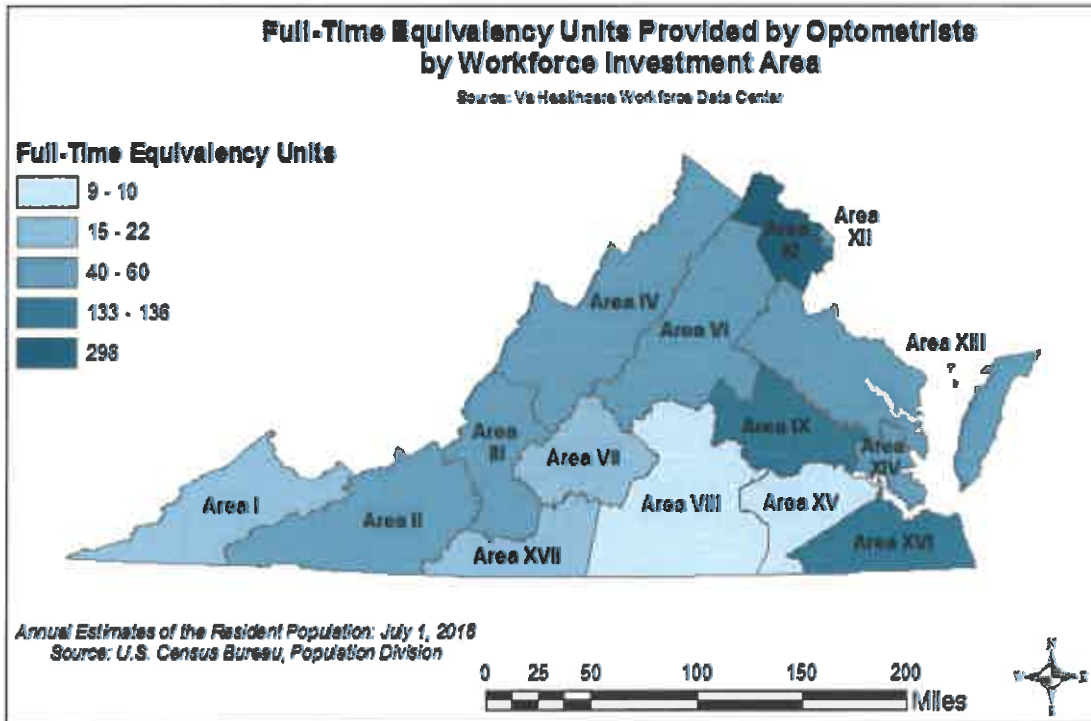 Full-Time Equivalency Units Provided by Optometrists
by Workforce Investment Area
Source: Va Healthcare Workforce Data Center
Full-Time Equivalency Units
9 - 10
15 - 22
40 - 60
133 - 136
298
Area XII
Area XI
Area IV
Area VI
Area XIII
Area III
Area IX
Area VII
Area XIV
Area I
Area II
Area VIII
Area XV
Area XVII
Area XVI
Annual Estimates of the Resident Population: July 1, 2018
Source: U.S. Census Bureau, Population Division
0 25 50 100 150 200
Miles
N
W E
S